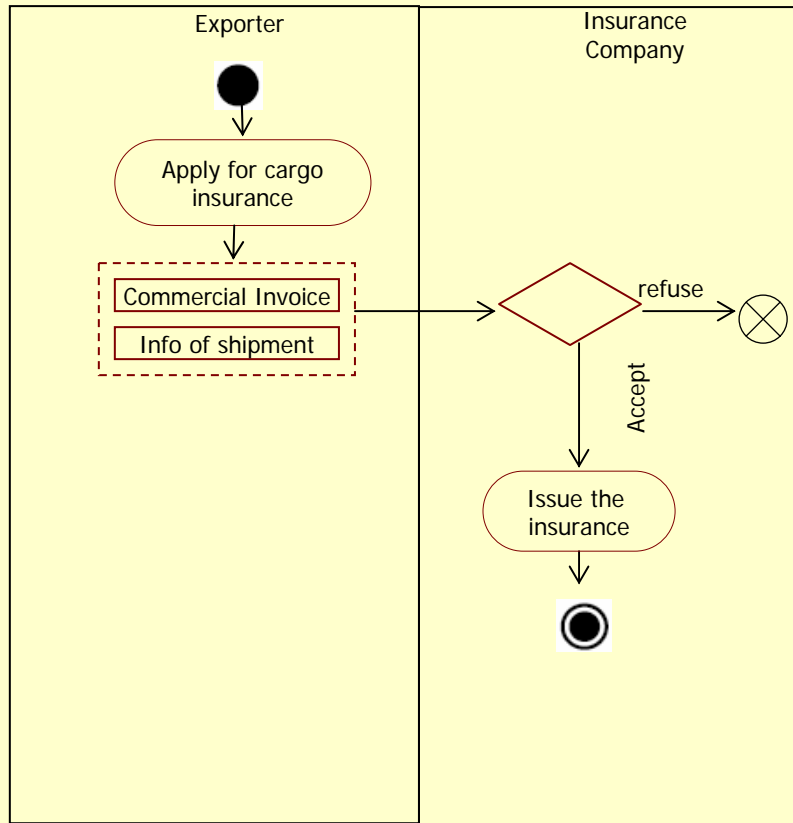 Exporter
Insurance
Company
Apply for cargo
insurance
Commercial Invoice
Info of shipment
refuse
Accept
Issue the
insurance